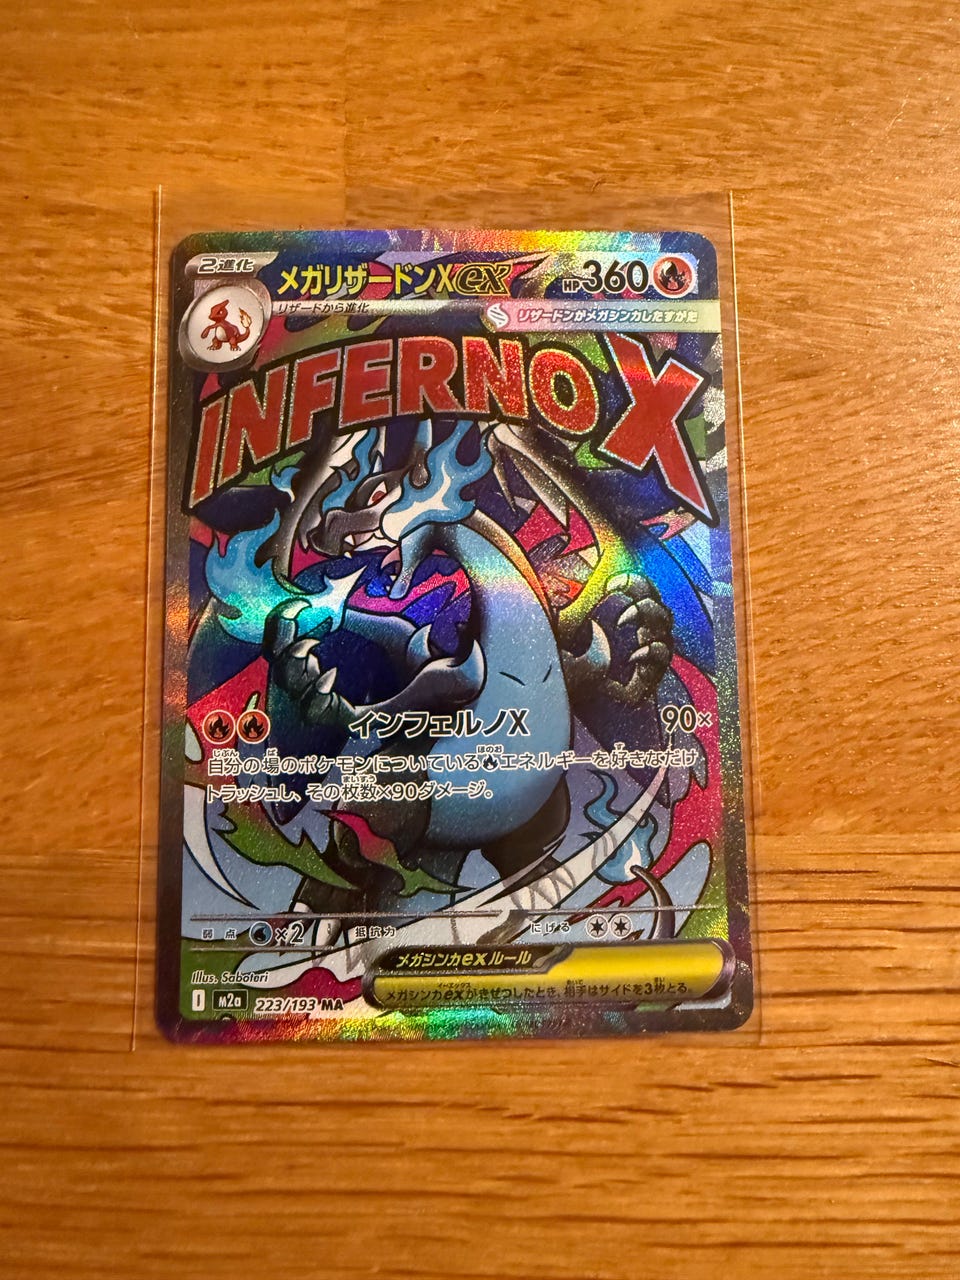 2進化
メガリザードンXex
HP360
リザードから進化
リザードンがメガシンカしたすがた
INFERNO X
インフェルノX 90×
自分の場のポケモンについているエネルギーを好きなだけ
トラッシュし、その枚数×90ダメージ。
弱点 ×2 抵抗力 にげる
メガシンカexルール
メガシンカexがきぜつしたとき、相手はサイドを3枚とる。
Illus. Saboteri
I m2a 223/193 MA